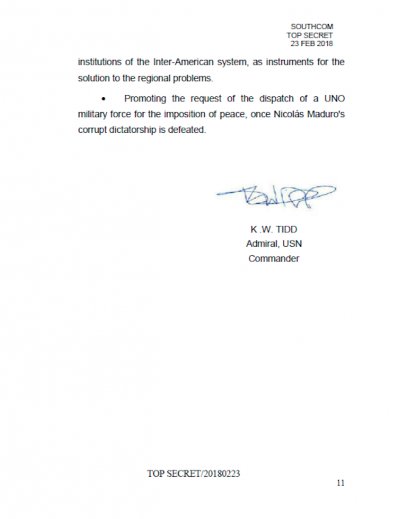 SOUTHCOM
TOP SECRET
23 FEB 2018
institutions of the Inter-American system, as instruments for the
solution to the regional problems.
• Promoting the request of the dispatch of a UNO
military force for the imposition of peace, once Nicolás Maduro's
corrupt dictatorship is defeated.
K .W. TIDD
Admiral, USN
Commander
TOP SECRET/20180223
11